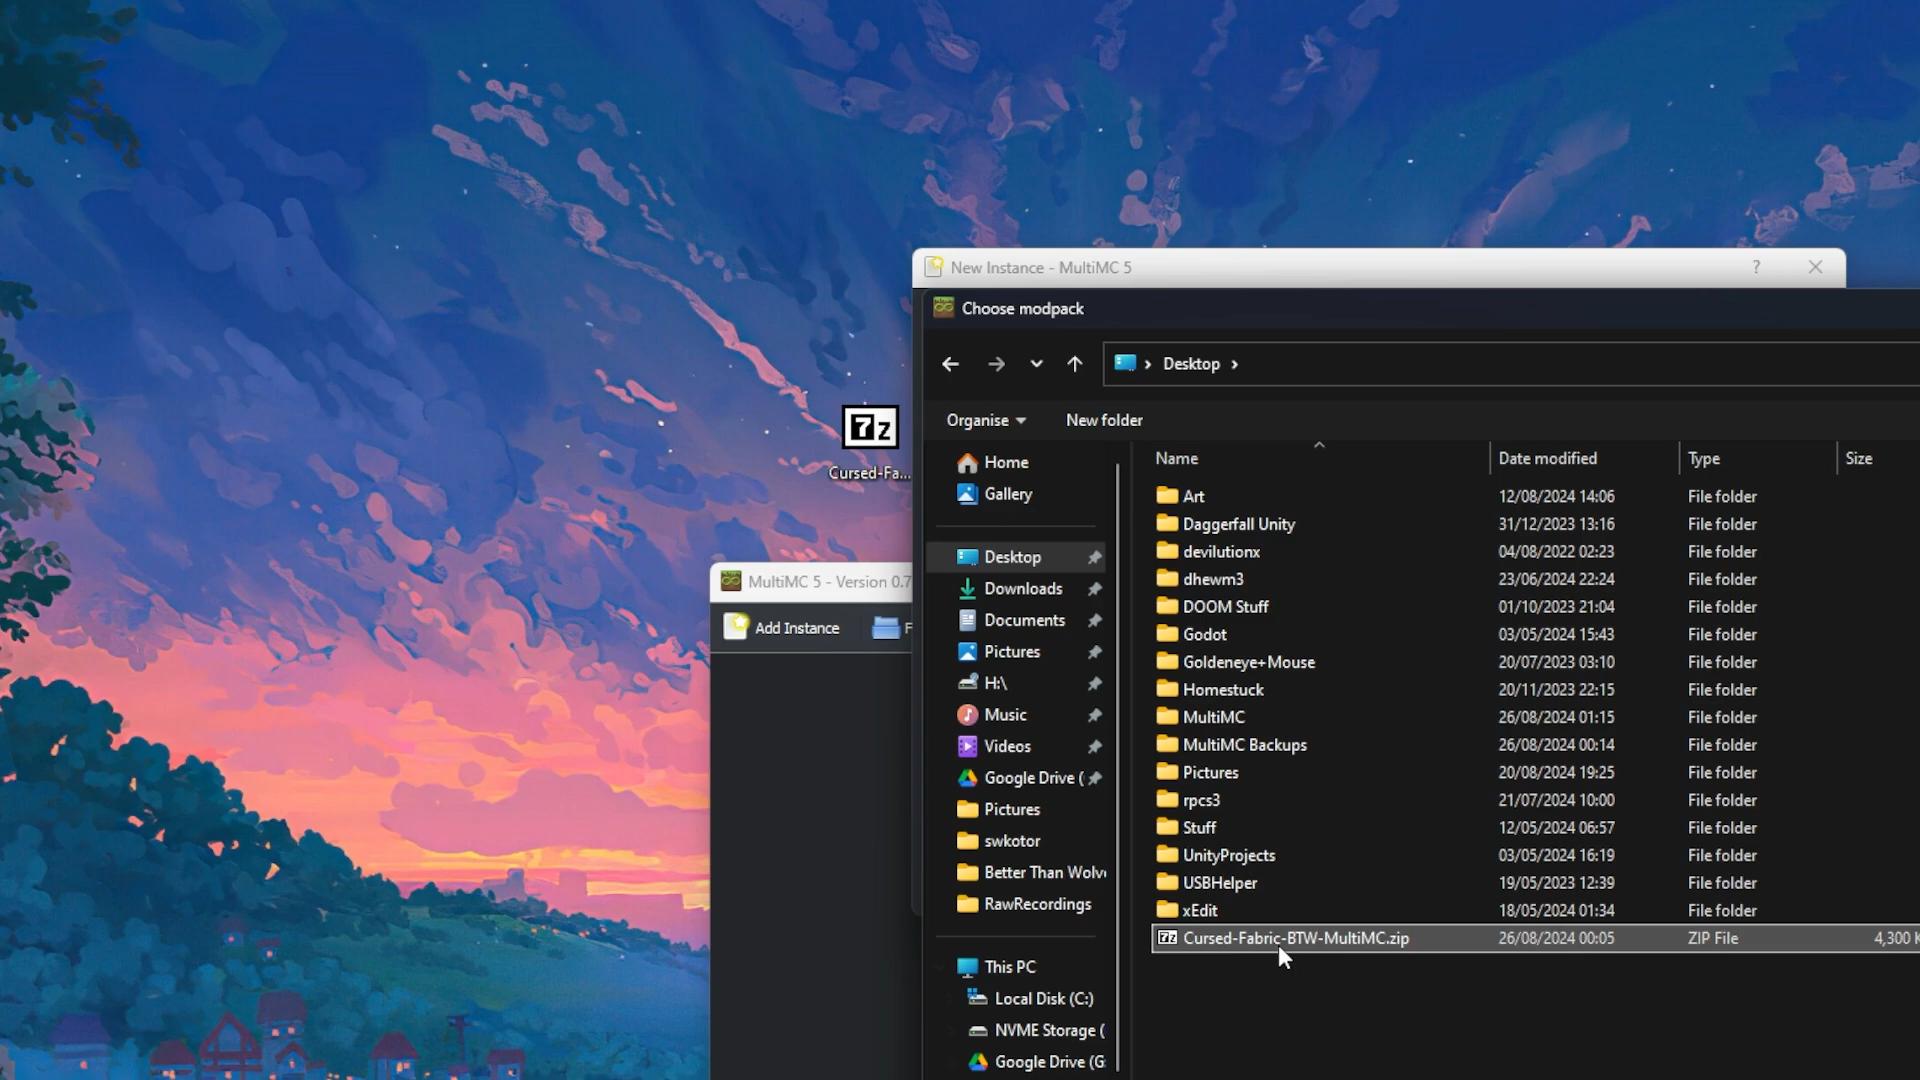 New Instance - MultiMC 5
Choose modpack
Desktop
Organise
New folder
7z
Cursed-Fa...
Name
Date modified
Type
Size
Home
Gallery
Desktop
Downloads
Documents
Pictures
H:\
Music
Videos
Google Drive (
Pictures
swkotor
Better Than Wolv
RawRecordings
This PC
Local Disk (C:)
NVME Storage (
Google Drive (G:
Art 12/08/2024 14:06 File folder
Daggerfall Unity 31/12/2023 13:16 File folder
devilutionx 04/08/2022 02:23 File folder
dhewm3 23/06/2024 22:24 File folder
DOOM Stuff 01/10/2023 21:04 File folder
Godot 03/05/2024 15:43 File folder
Goldeneye+Mouse 20/07/2023 03:10 File folder
Homestuck 20/11/2023 22:15 File folder
MultiMC 26/08/2024 01:15 File folder
MultiMC Backups 26/08/2024 00:14 File folder
Pictures 20/08/2024 19:25 File folder
rpcs3 21/07/2024 10:00 File folder
Stuff 12/05/2024 06:57 File folder
UnityProjects 03/05/2024 16:19 File folder
USBHelper 19/05/2023 12:39 File folder
xEdit 18/05/2024 01:34 File folder
7z Cursed-Fabric-BTW-MultiMC.zip 26/08/2024 00:05 ZIP File 4,300 K
MultiMC 5 - Version 0.7
Add Instance
F